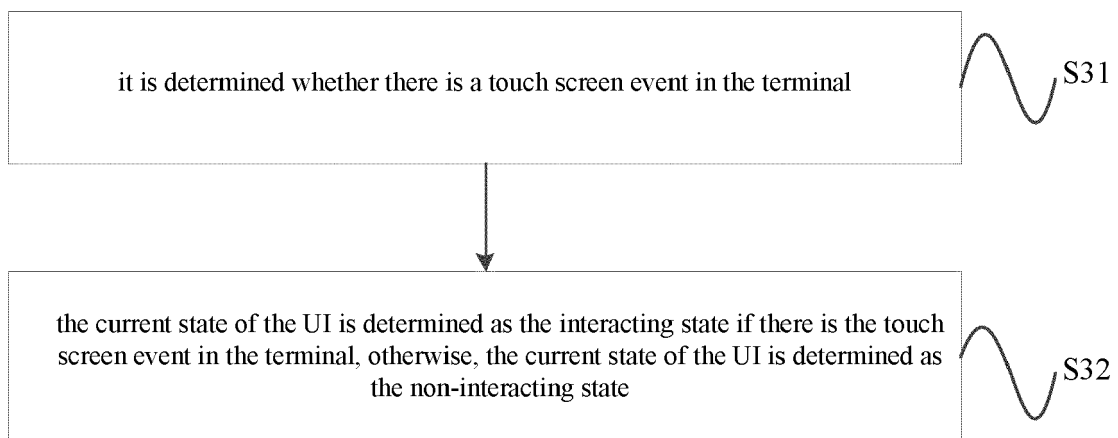 it is determined whether there is a touch screen event in the terminal
S31
the current state of the UI is determined as the interacting state if there is the touch
screen event in the terminal, otherwise, the current state of the UI is determined as
the non-interacting state
S32